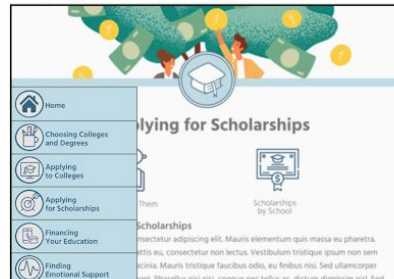 plying for Scholarships
Home
Choosing Colleges
and Degrees
Applying
to Colleges
Applying
for Scholarships
Financing
Your Education
Finding
Emotional Support
Them
Scholarships
by School
Scholarships
nsectetur adipiscing elit. Mauris elementum quis massa eu pharetra.
attis eu, consectetur non lectus. Vestibulum tristique ipsum non sem
acinia. Mauris tristique faucibus odio, eu finibus nisi. Sed ullamcorper